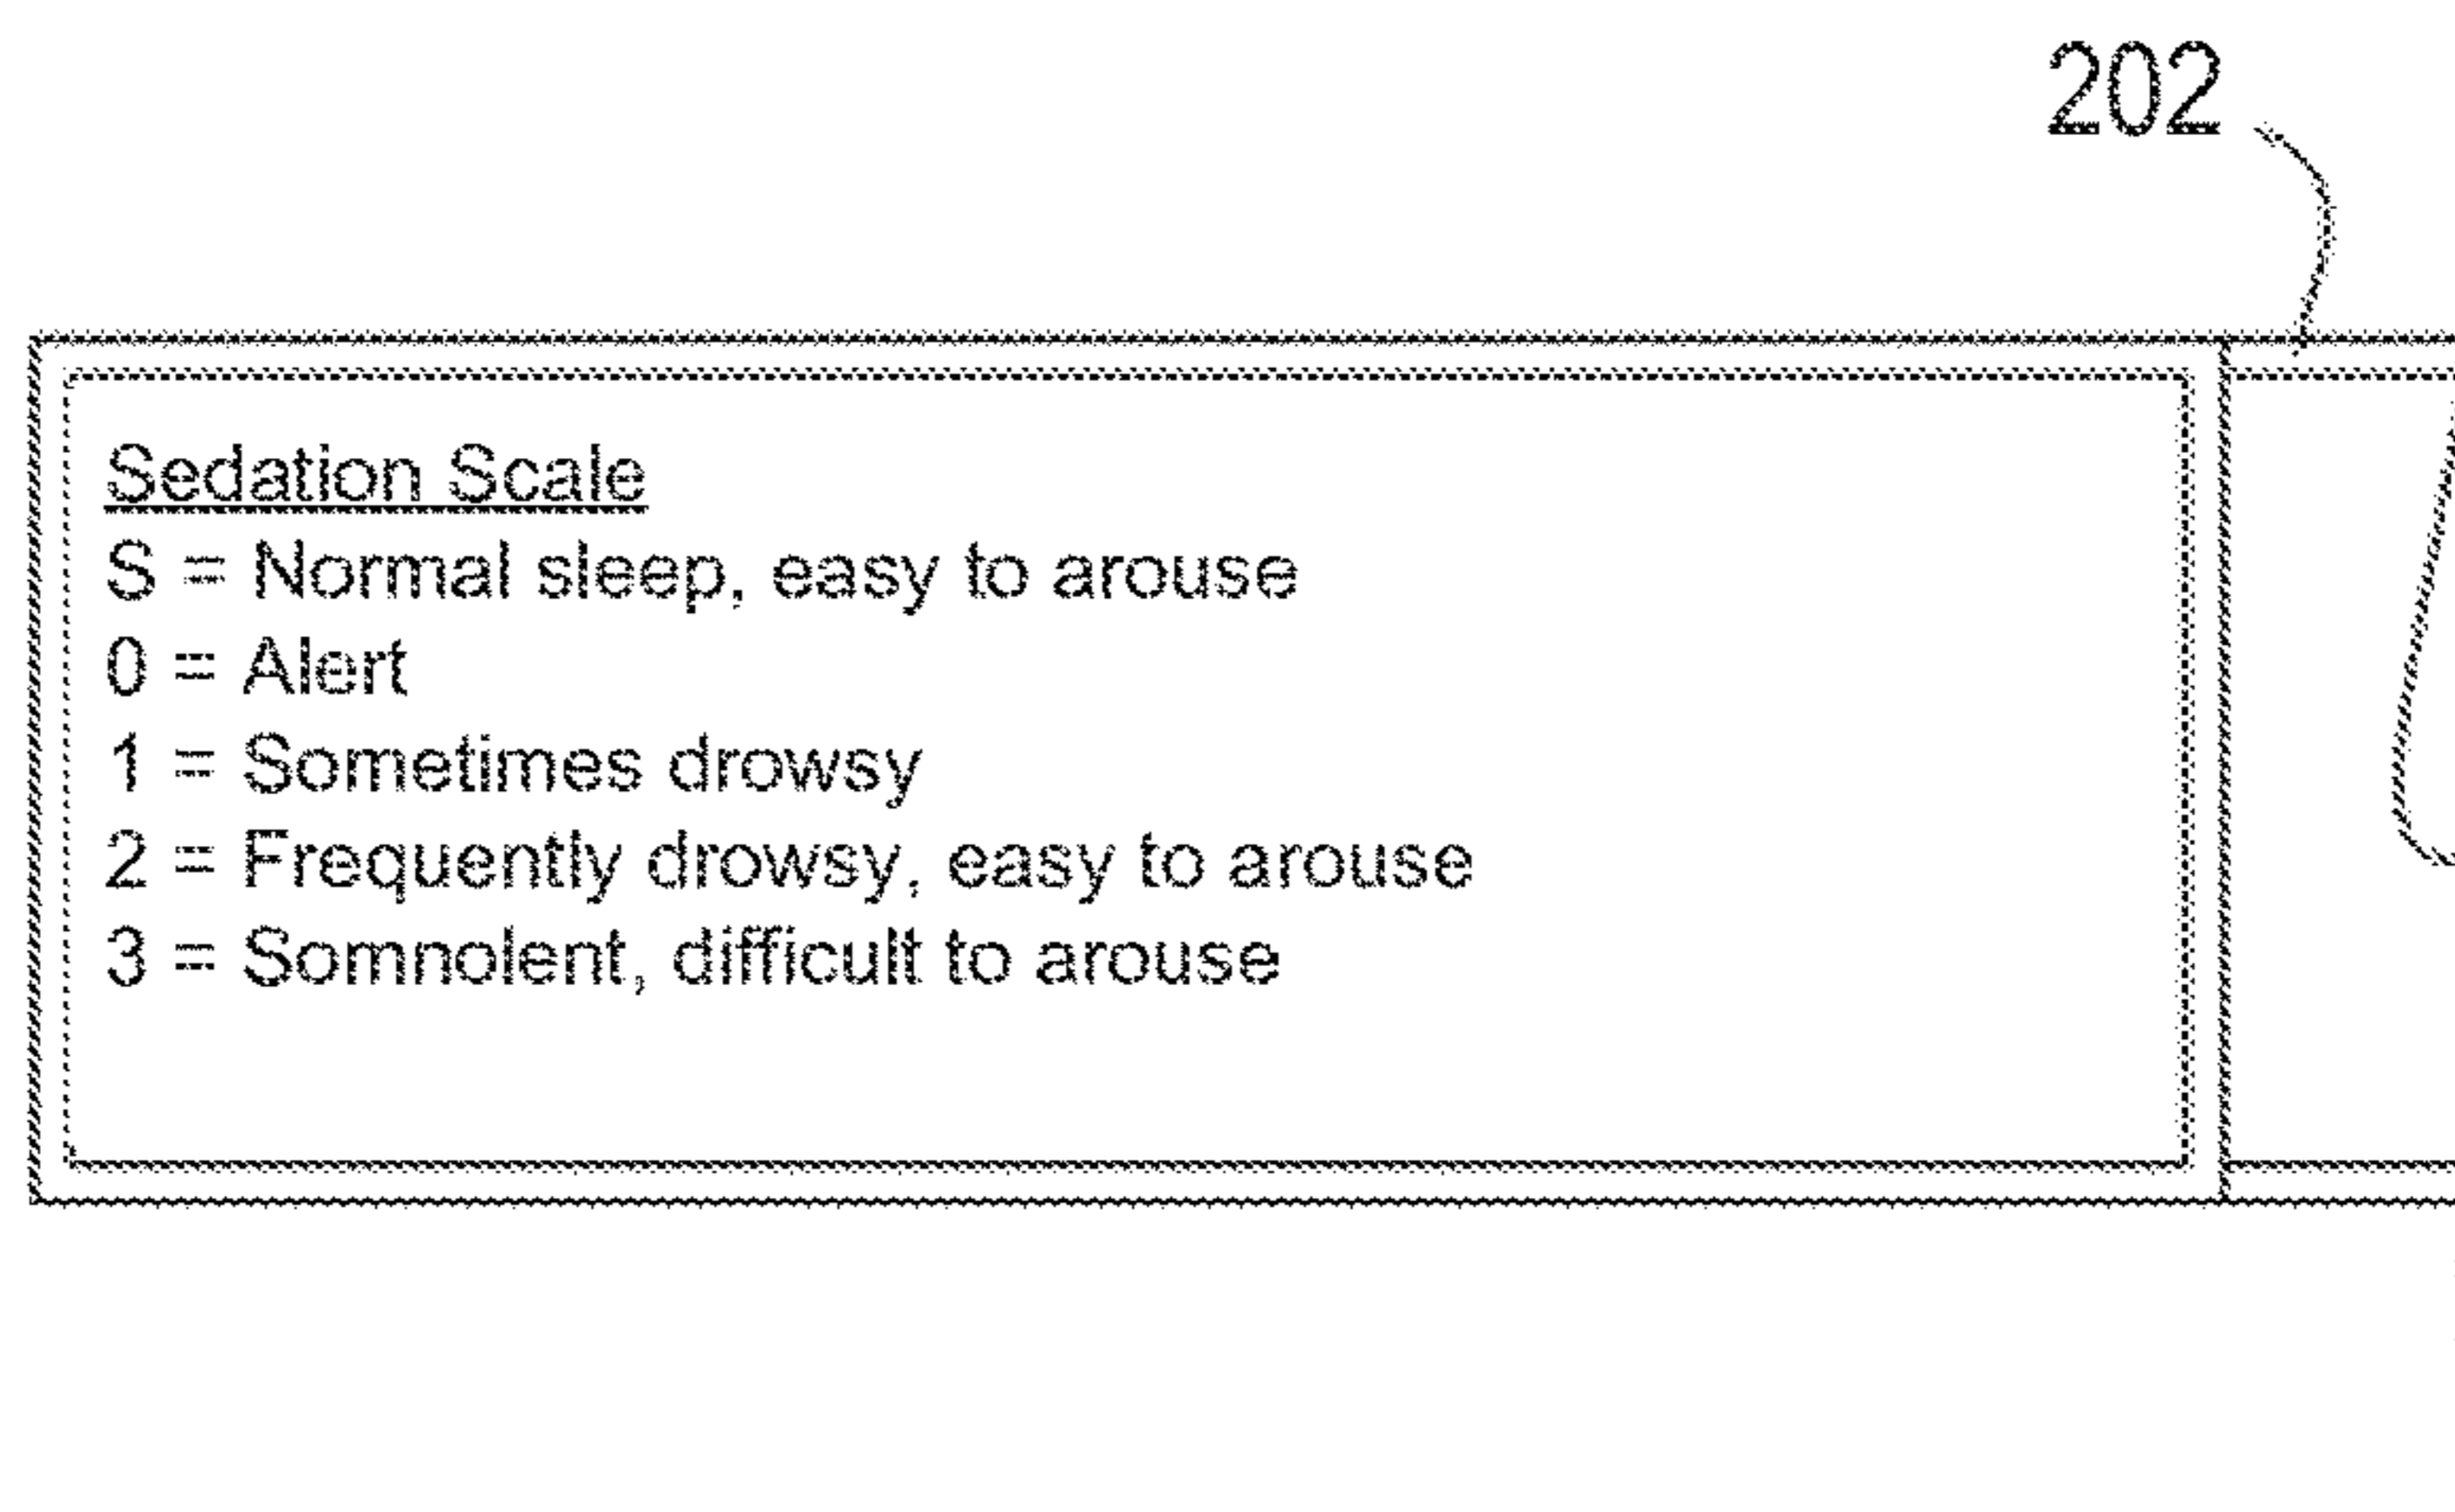 202
Sedation Scale
S = Normal sleep, easy to arouse
0 = Alert
1 = Sometimes drowsy
2 = Frequently drowsy, easy to arouse
3 = Somnolent, difficult to arouse